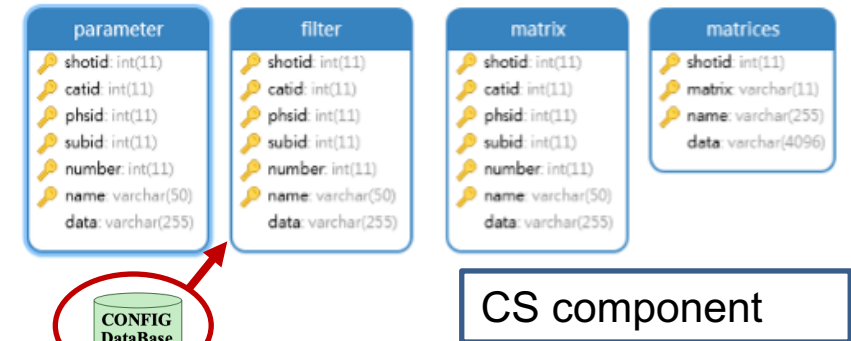 parameter
shotid: int(11)
catid: int(11)
phsid: int(11)
subid: int(11)
number: int(11)
name: varchar(50)
data: varchar(255)
filter
shotid: int(11)
catid: int(11)
phsid: int(11)
subid: int(11)
number: int(11)
name: varchar(50)
data: varchar(255)
matrix
shotid: int(11)
catid: int(11)
phsid: int(11)
subid: int(11)
number: int(11)
name: varchar(50)
data: varchar(255)
matrices
shotid: int(11)
matrix: varchar(11)
name: varchar(255)
data: varchar(4096)
CONFIG
DataBase
CS component